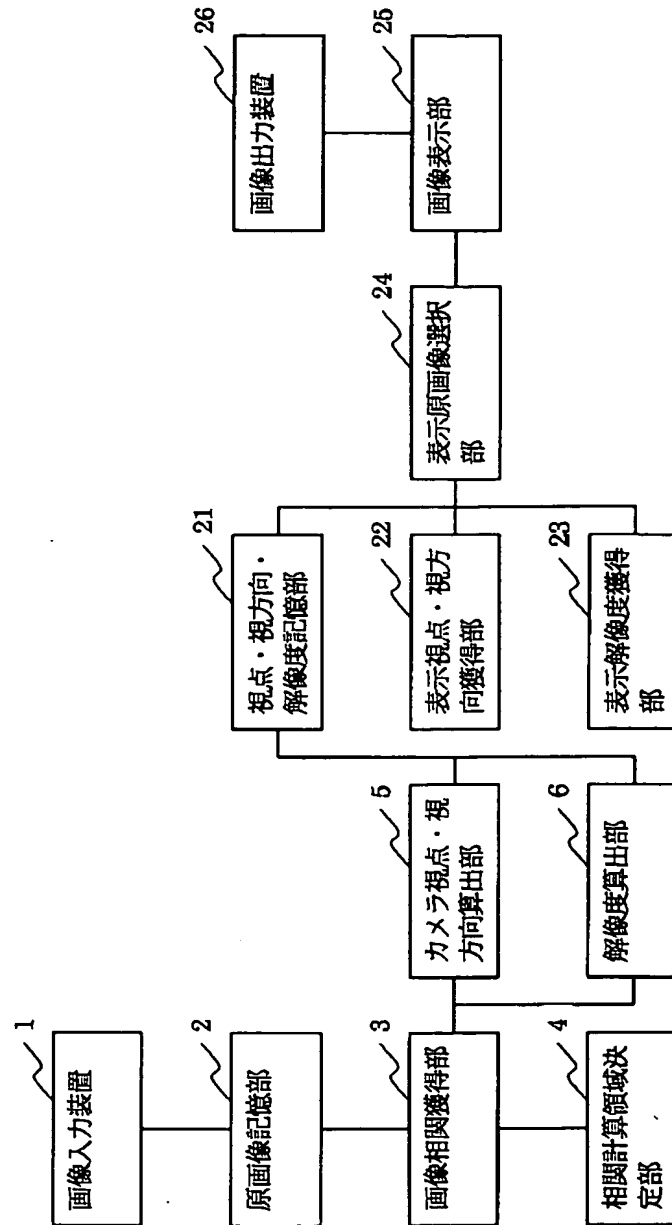 1
画像入力装置
2
原画像記憶部
3
画像相関獲得部
4
相関計算領域決
定部
5
カメラ視点・視
方向算出部
6
解像度算出部
21
視点・視方向・
解像度記憶部
22
表示視点・視方
向獲得部
23
表示解像度獲得
部
24
表示原画像選択
部
25
画像表示部
26
画像出力装置